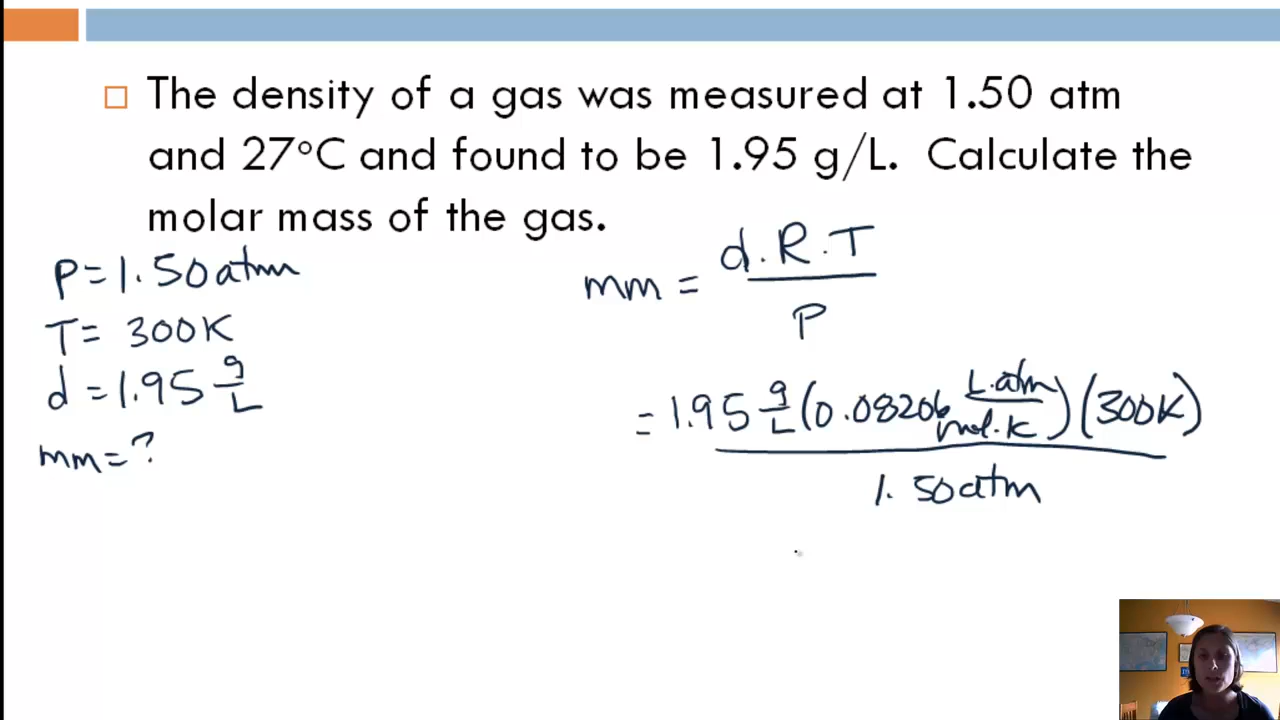 The density of a gas was measured at 1.50 atm
and 27°C and found to be 1.95 g/L. Calculate the
molar mass of the gas.
P = 1.50 atm
T = 300K
d = 1.95 g/L
mm = ?
mm = d.R.T / P
= 1.95 g/L (0.08206 L.atm/mol.K) (300K) / 1.50 atm